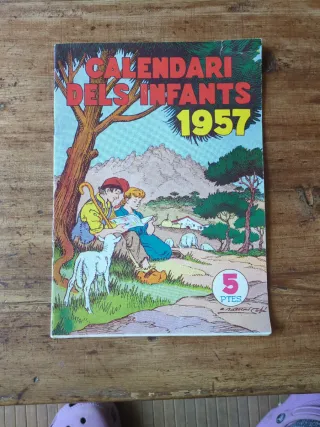 CALENDARI
DELS INFANTS
1957
5
PTES